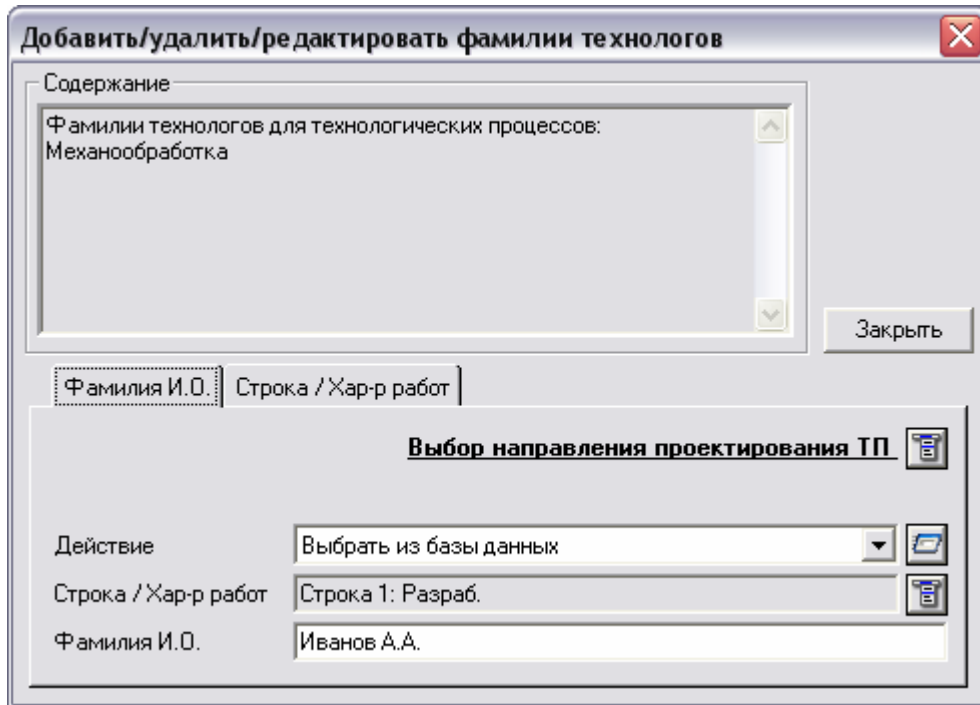 Добавить/удалить/редактировать фамилии технологов
Содержание
Фамилии технологов для технологических процессов:
Механообработка
Закрыть
Фамилия И.О. Строка / Хар-р работ
Выбор направления проектирования ТП
Действие Выбрать из базы данных
Строка / Хар-р работ Строка 1: Разраб.
Фамилия И.О. Иванов А.А.